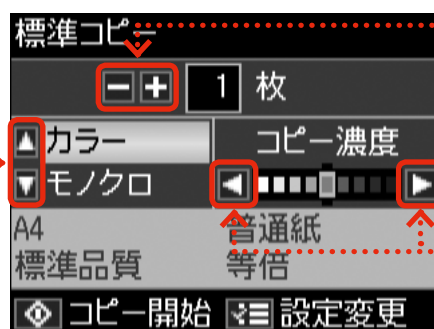 標準コピー
1 枚
カラー コピー濃度
モノクロ
A4 普通紙
標準品質 等倍
コピー開始 設定変更